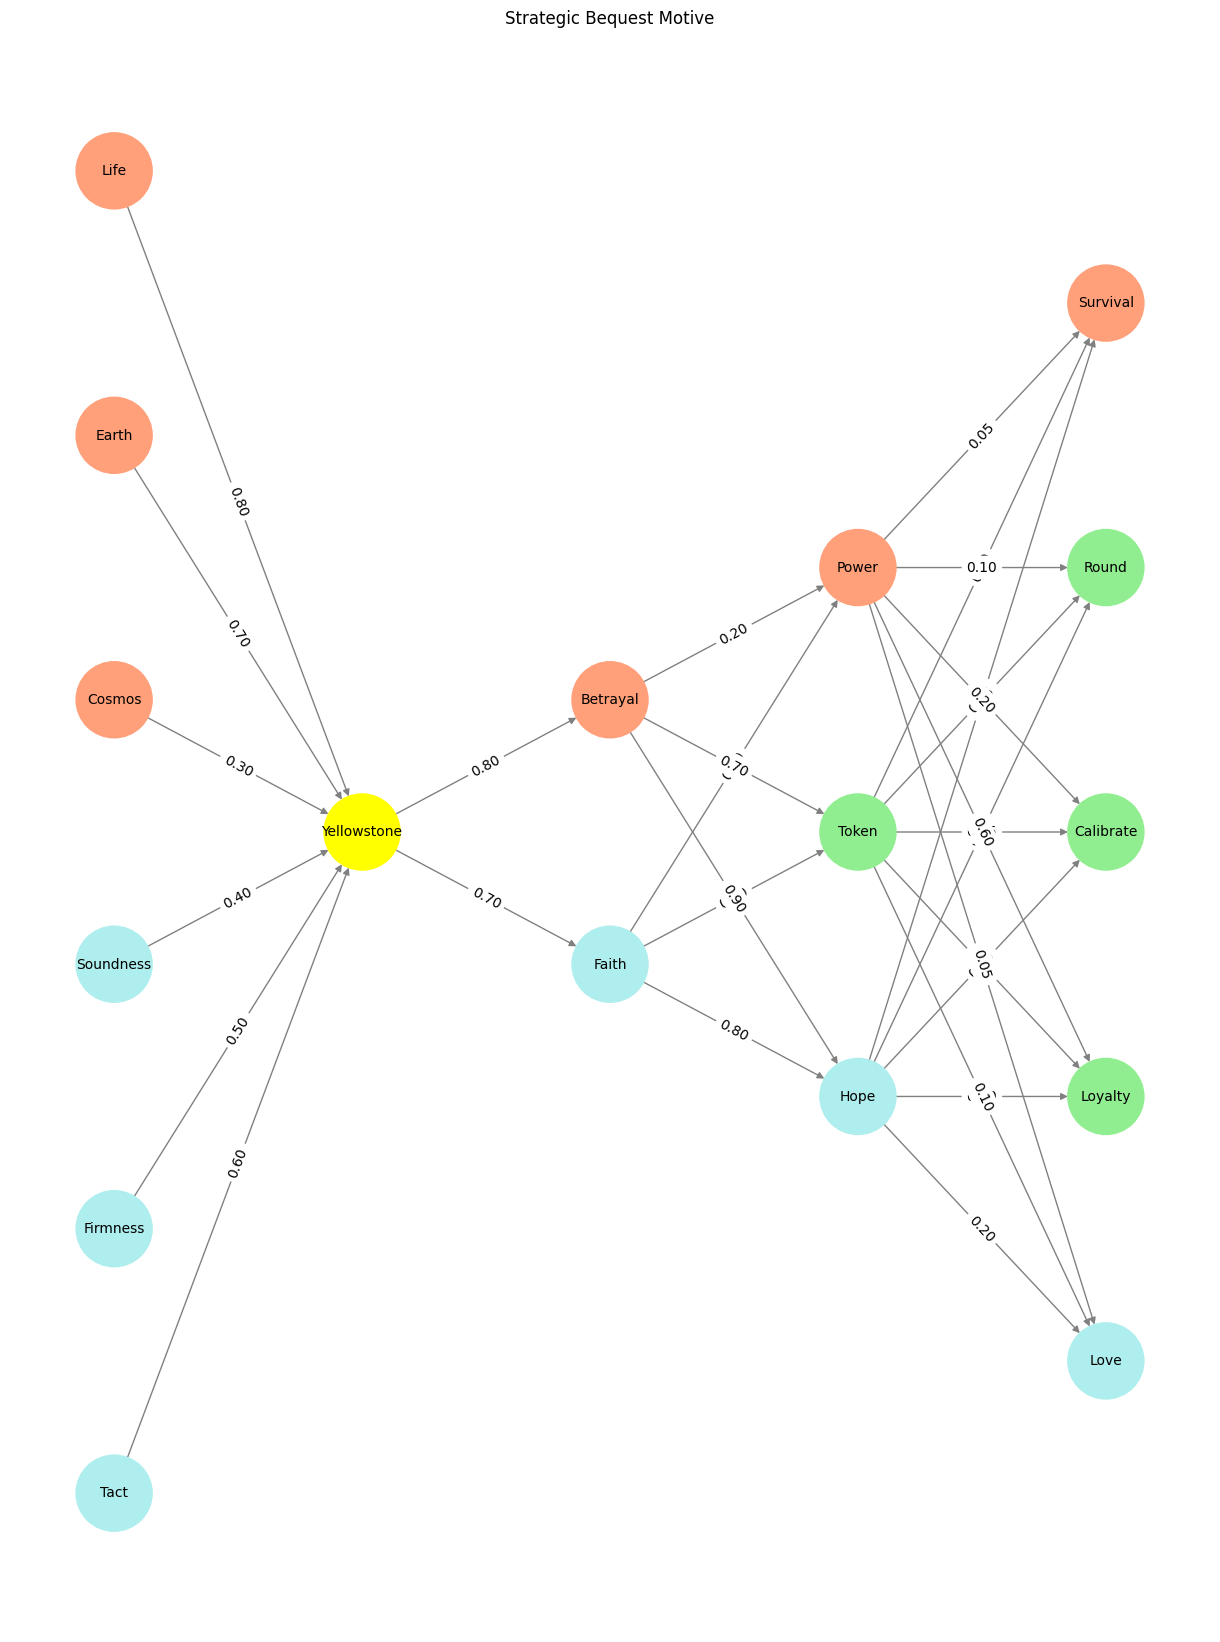 Strategic Bequest Motive
Life
Survival
Earth
0.05
0.80
Power
0.10
Round
0.70
0.20
Cosmos
Betrayal
0.20
0.30
0.80
0.70
Yellowstone
Token
0.60
Calibrate
0.40
0.70
0.90
Soundness
Faith
0.05
0.50
0.80
Hope
0.10
Loyalty
0.60
Firmness
0.20
Love
Tact